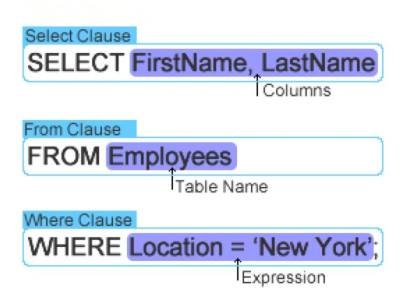 Select Clause
SELECT FirstName, LastName
Columns
From Clause
FROM Employees
Table Name
Where Clause
WHERE Location = ‘New York’;
Expression